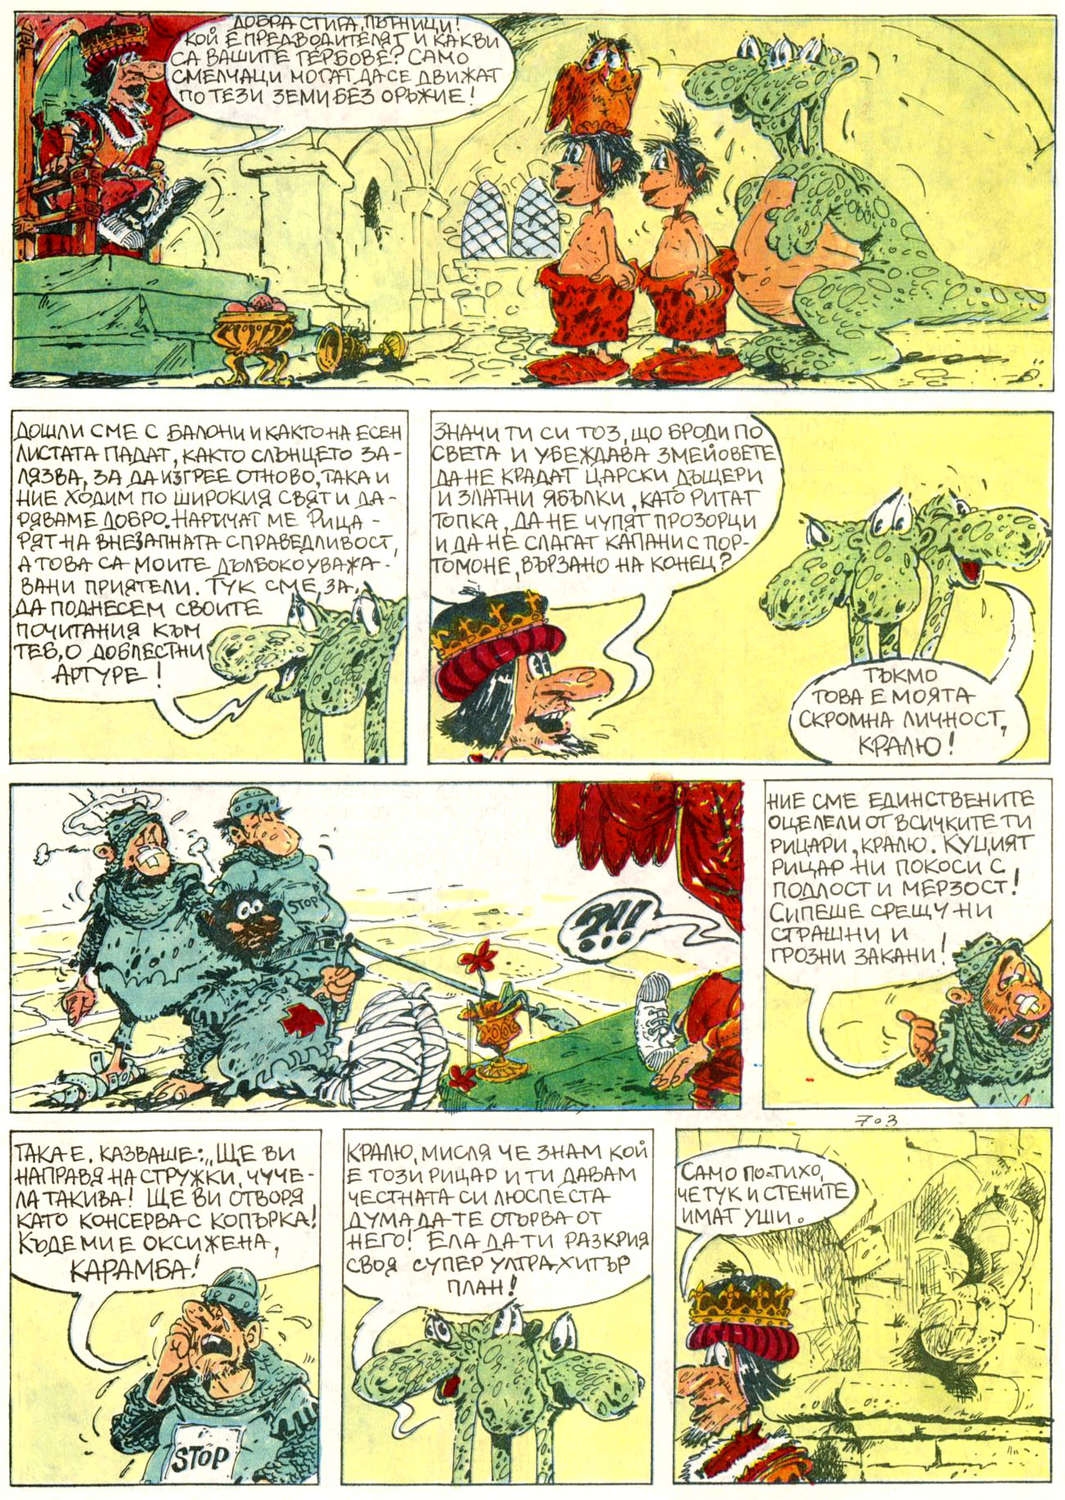 ДОБРА СТИГА, ПЪТНИЦИ!
КОЙ Е ПРЕДВОДИТЕЛЯТ И КАКВИ
СА ВАШИТЕ ГЕРБОВЕ? САМО
СМЕЛЧАЦИ МОГАТ ДА СЕ ДВИЖАТ
ПО ТЕЗИ ЗЕМИ БЕЗ ОРЪЖИЕ!
ДОШЛИ СМЕ С БАЛОНИ И КАКТО НА ЕСЕН
ЛИСТАТА ПАДАТ, КАКТО СЛЪНЦЕТО ЗА-
ЛЯЗВА, ЗА ДА ИЗГРЕЕ ОТНОВО, ТАКА И
НИЕ ХОДИМ ПО ШИРОКИЯ СВЯТ И ДА-
РЯВАМЕ ДОБРО. НАРИЧАТ МЕ РИЦА-
РЯТ НА ВНЕЗАПНАТА СПРАВЕДЛИВОСТ,
А ТОВА СА МОИТЕ ДЪЛБОКОУВАЖА-
ВАНИ ПРИЯТЕЛИ. ТУК СМЕ, ЗА
ДА ПОДНЕСЕМ СВОИТЕ
ПОЧИТАНИЯ КЪМ
ТЕБ, О ДОБЛЕСТНИ
АРТУРЕ!
ЗНАЧИ ТИ СИ ТОЗ, ЩО БРОДИ ПО
СВЕТА И УБЕЖДАВА ЗМЕЙОВЕТЕ
ДА НЕ КРАДАТ ЦАРСКИ ДЪЩЕРИ
И ЗЛАТНИ ЯБЪЛКИ, КАТО РИТАТ
ТОПКА, ДА НЕ ЧУПЯТ ПРОЗОРЦИ
И ДА НЕ СЛАГАТ КАПАНИ С ПОР-
ТОМОНЕ, ВЪРЗАНО НА КОНЕЦ?
ТЪКМО
ТОВА Е МОЯТА
СКРОМНА ЛИЧНОСТ,
КРАЛЮ!
STOP
?!!
НИЕ СМЕ ЕДИНСТВЕНИТЕ
ОЦЕЛЕЛИ ОТ ВСИЧКИТЕ ТИ
РИЦАРИ, КРАЛЮ. КУЦИЯТ
РИЦАР НИ ПОКОСИ С
ПОДЛОСТ И МЕРЗОСТ!
СИПЕШЕ СРЕЩУ НИ
СТРАШНИ И
ГРОЗНИ ЗАКАНИ!
703
ТАКА Е. КАЗВАШЕ: „ЩЕ ВИ
НАПРАВЯ НА СТРУЖКИ, ЧУЧЕ-
ЛА ТАКИВА! ЩЕ ВИ ОТВОРЯ
КАТО КОНСЕРВА С КОПЪРКА!
КЪДЕ МИ Е ОКСИЖЕНА,
КАРАМБА!
STOP
КРАЛЮ, МИСЛЯ ЧЕ ЗНАМ КОЙ
Е ТОЗИ РИЦАР И ТИ ДАВАМ
ЧЕСТНАТА СИ ЛЮСПЕСТА
ДУМА ДА ТЕ ОТЪРВА ОТ
НЕГО! ЕЛА ДА ТИ РАЗКРИЯ
СВОЯ СУПЕР УЛТРА ХИТЪР
ПЛАН!
САМО ПО-ТИХО,
ЧЕ ТУК И СТЕНИТЕ
ИМАТ УШИ.